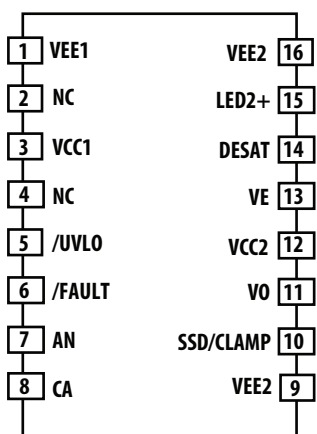 1 VEE1
VEE2 16
2 NC
LED2+ 15
3 VCC1
DESAT 14
4 NC
VE 13
5 /UVLO
VCC2 12
6 /FAULT
VO 11
7 AN
SSD/CLAMP 10
8 CA
VEE2 9